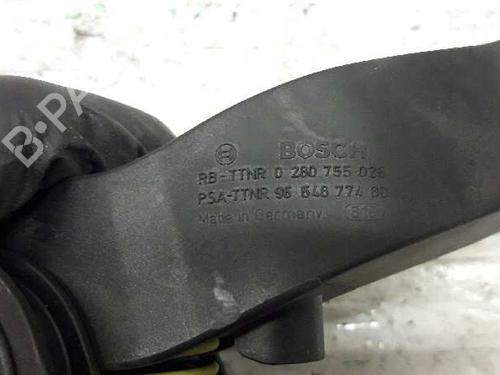 BOSCH
RB-TTNR 0 280 755 026
PSA-TTNR 96 548 774 80
Made in Germany
B-PA